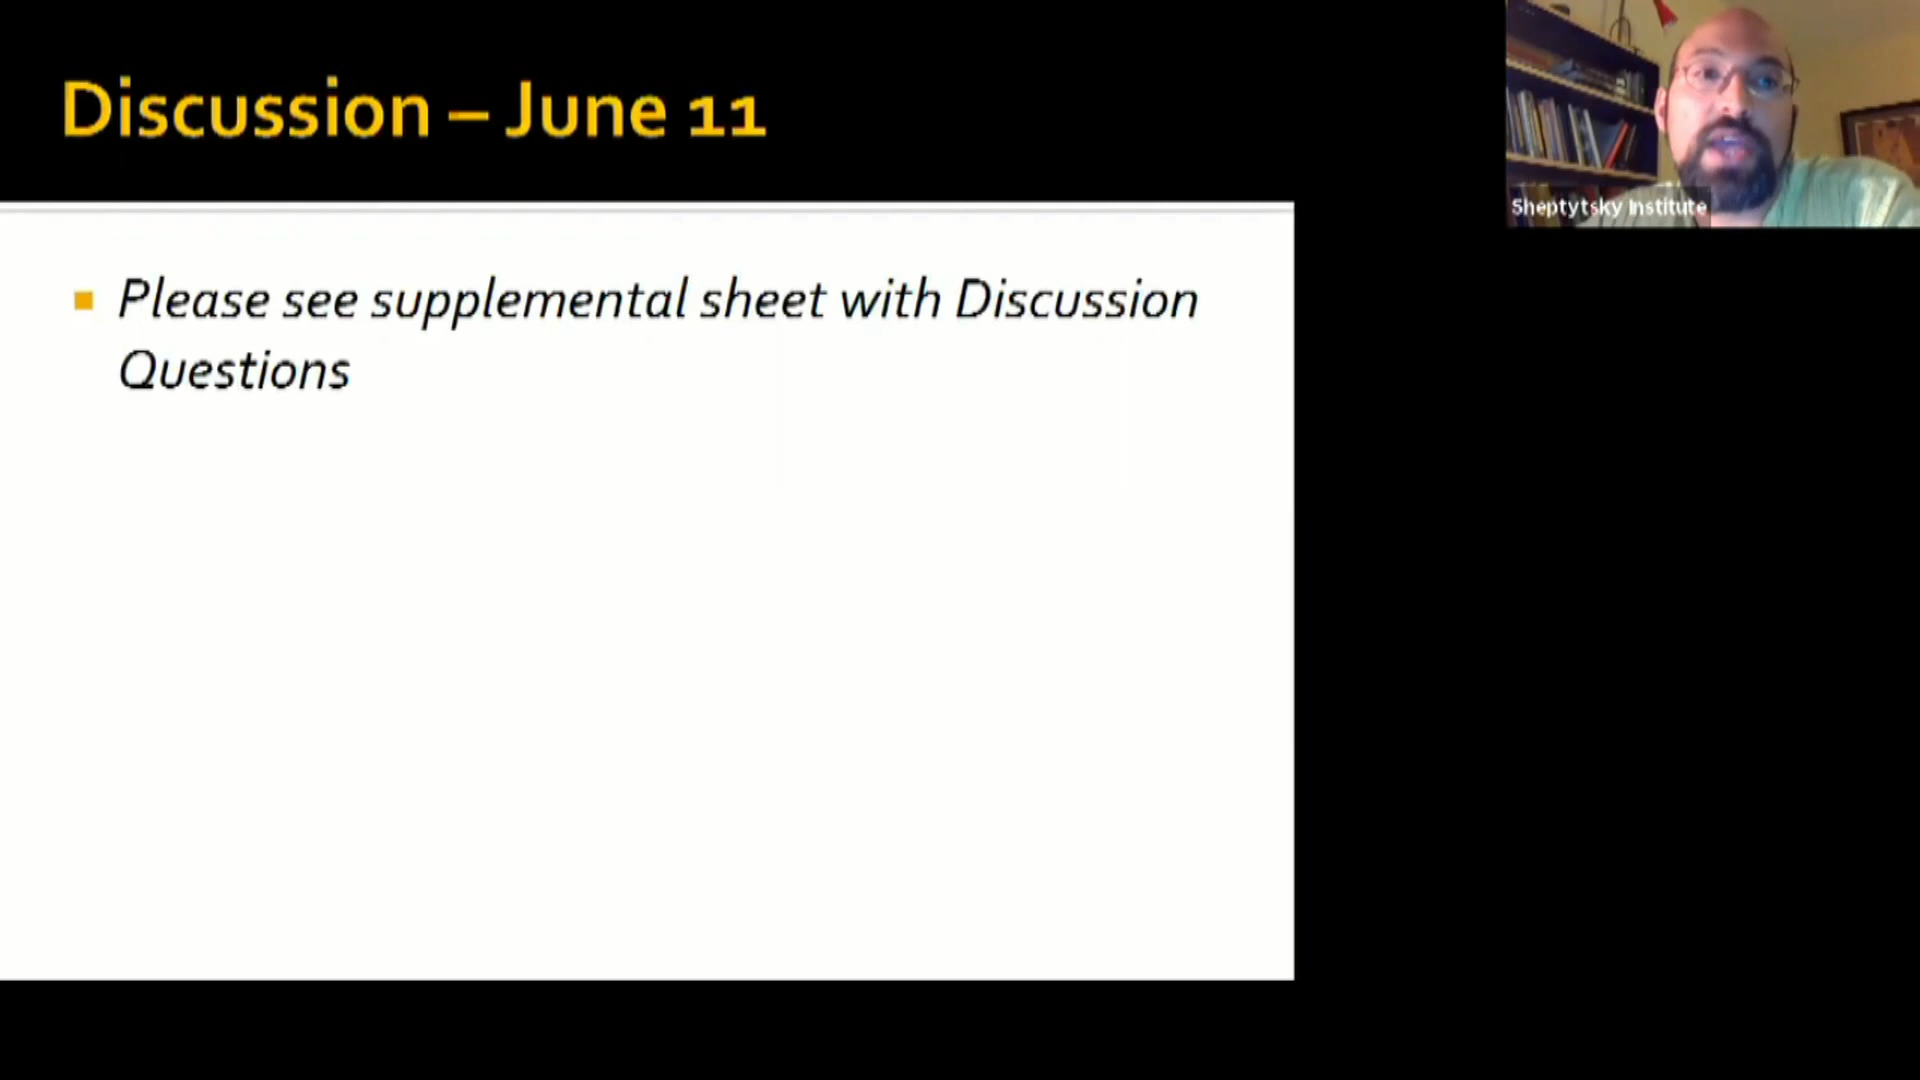 Discussion – June 11
Sheptytsky Institute
Please see supplemental sheet with Discussion
Questions